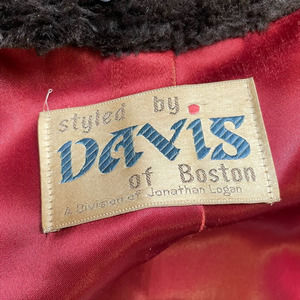 styled by
DAViS
of Boston
A Division of Jonathan Logan